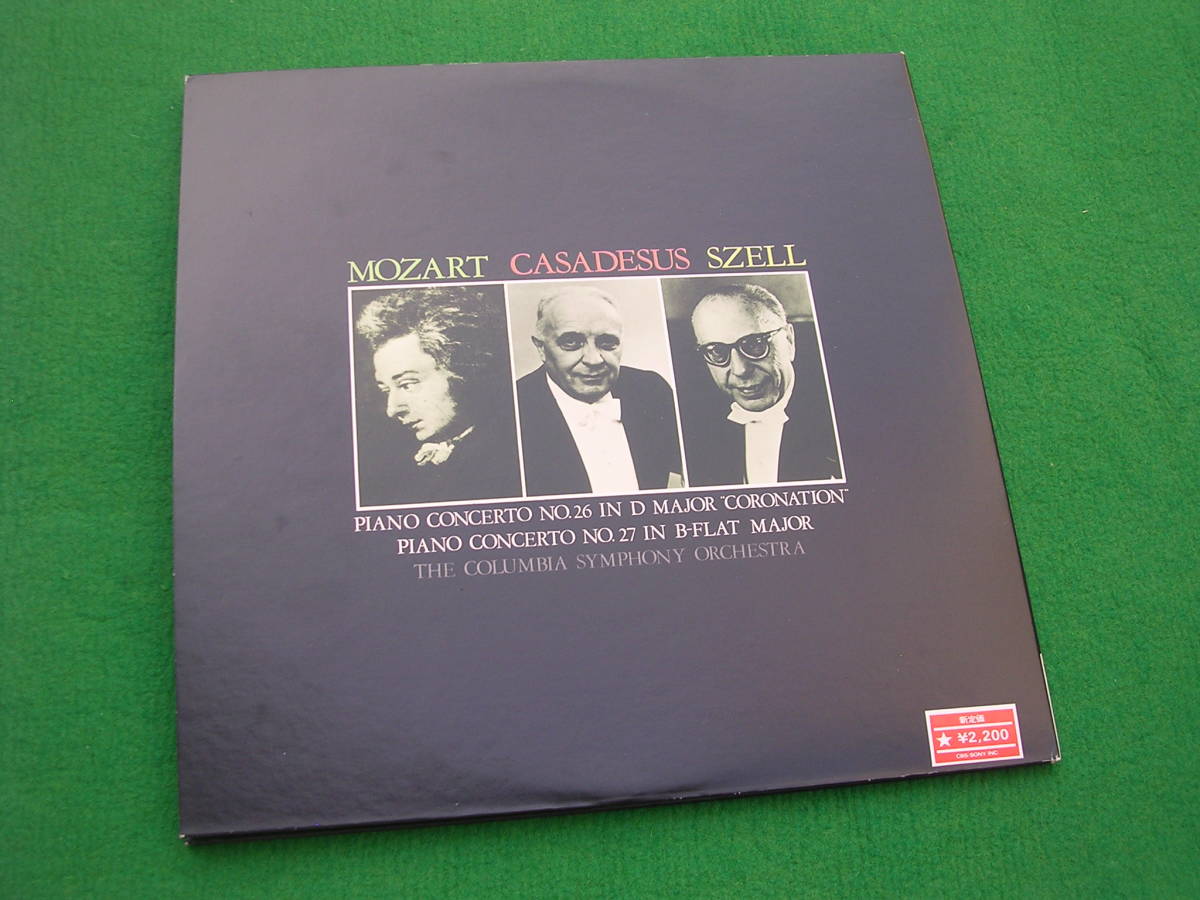 MOZART CASADESUS SZELL
PIANO CONCERTO NO.26 IN D MAJOR "CORONATION"
PIANO CONCERTO NO.27 IN B-FLAT MAJOR
THE COLUMBIA SYMPHONY ORCHESTRA
新定価
★ ¥2,200
CBS/SONY INC.